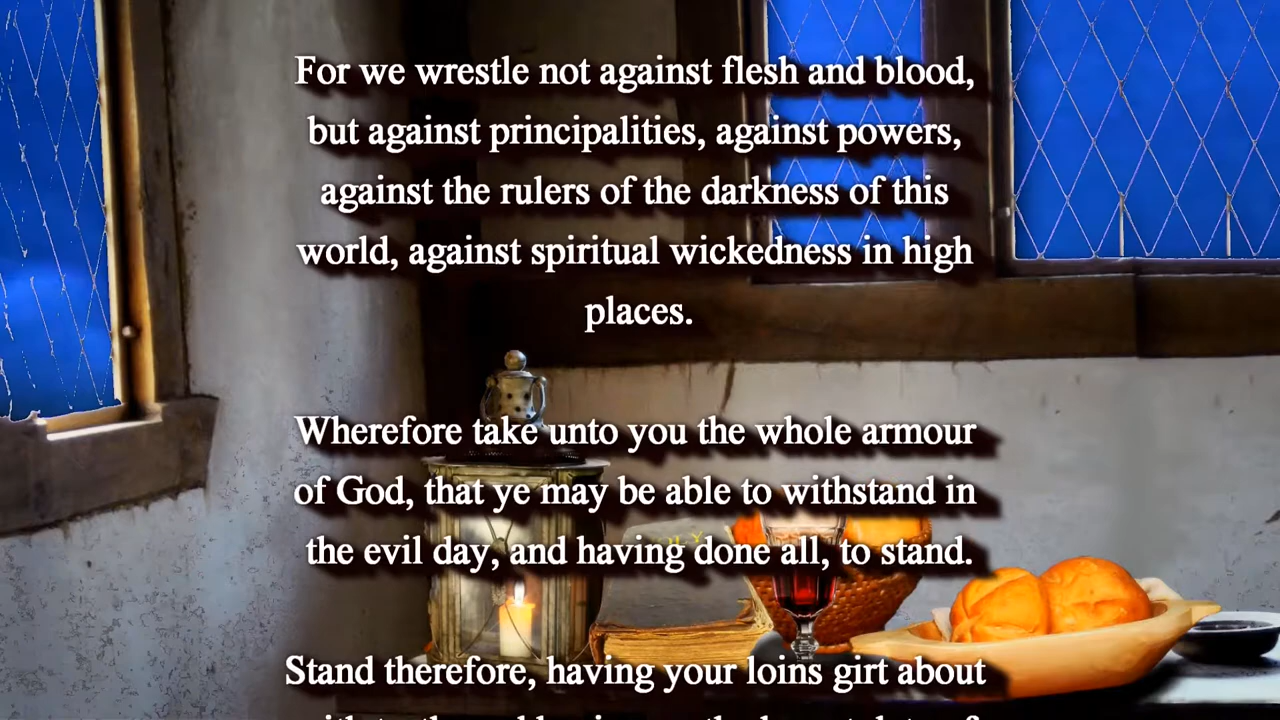 For we wrestle not against flesh and blood,
but against principalities, against powers,
against the rulers of the darkness of this
world, against spiritual wickedness in high
places.
Wherefore take unto you the whole armour
of God, that ye may be able to withstand in
the evil day, and having done all, to stand.
Stand therefore, having your loins girt about